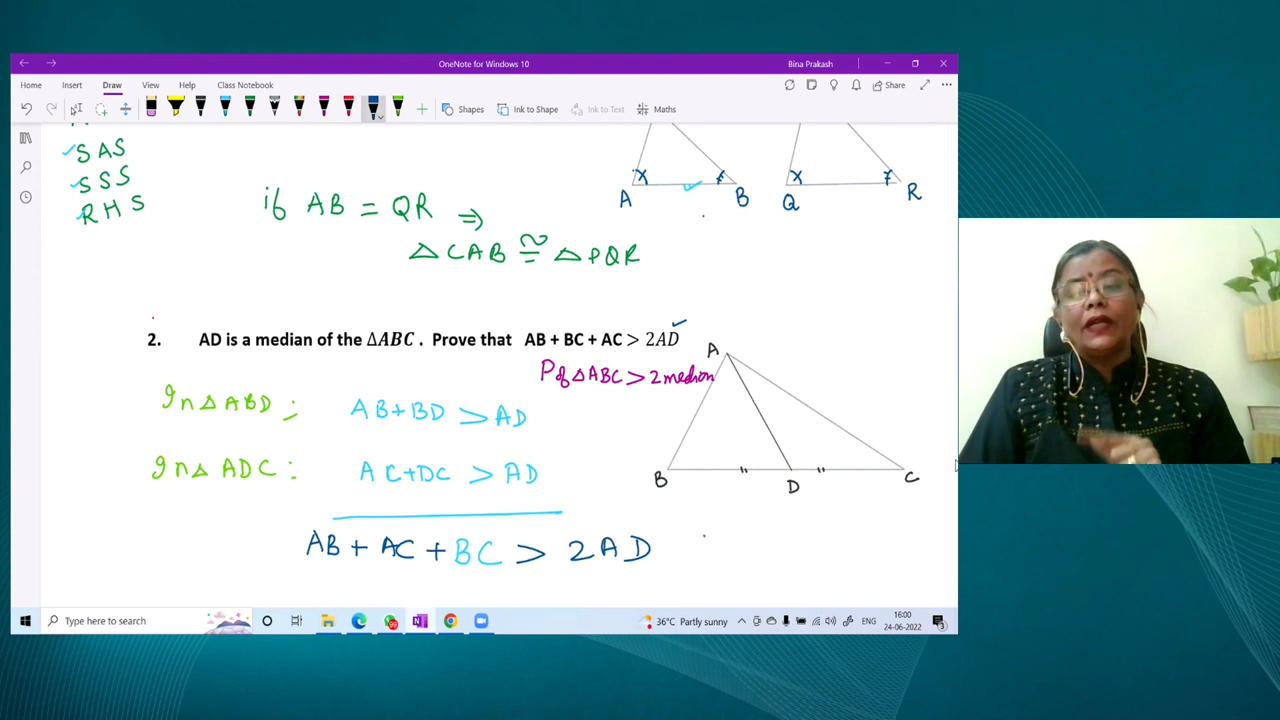 OneNote for Windows 10
Bina Prakash
Home Insert Draw View Help Class Notebook
Share
Shapes Ink to Shape Ink to Text Maths
SAS
SSS
RHS
A B Q R
if AB = QR ⇒
△CAB ≅ △PQR
2. AD is a median of the ΔABC . Prove that AB + BC + AC > 2AD
P of △ABC > 2 median
A
In △ ABD : AB+BD > AD
In △ ADC : AC+DC > AD
B D C
AB + AC + BC > 2AD
Type here to search
99
36°C Partly sunny
ENG
16:00
24-06-2022
3